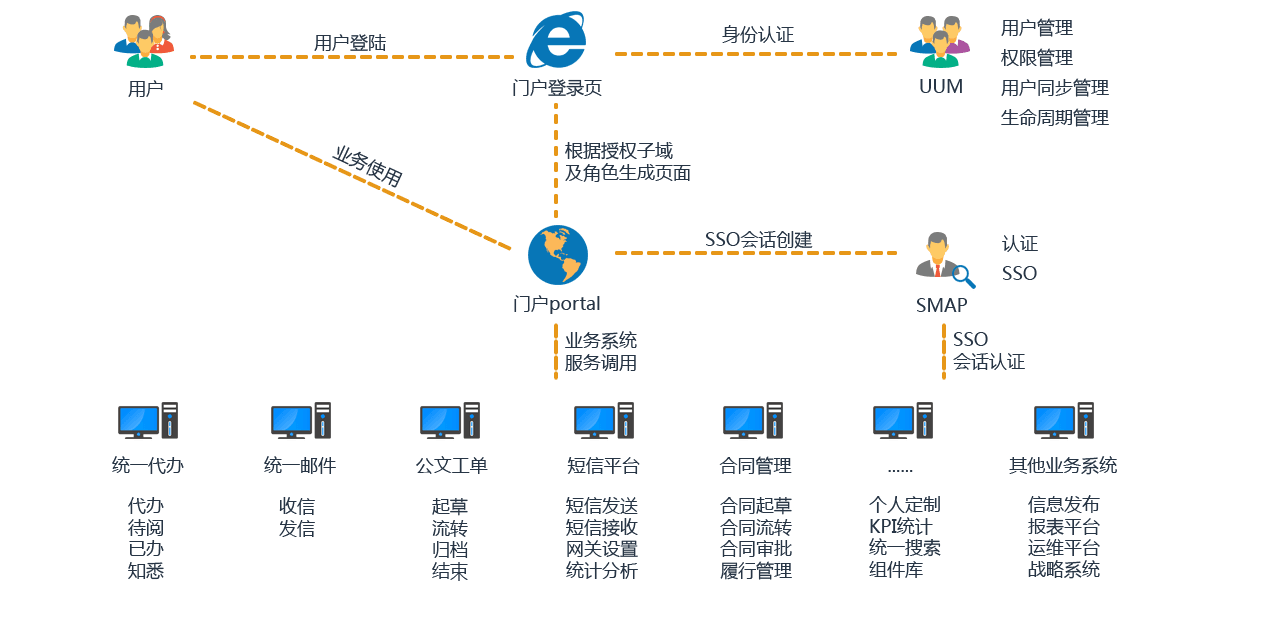 用户登陆
身份认证
用户
门户登录页
UUM
用户管理
权限管理
用户同步管理
生命周期管理
业务使用
根据授权子域
及角色生成页面
SSO会话创建
门户portal
SMAP
认证
SSO
业务系统
服务调用
SSO
会话认证
统一代办
代办
待阅
已办
知悉
统一邮件
收信
发信
公文工单
起草
流转
归档
结束
短信平台
短信发送
短信接收
网关设置
统计分析
合同管理
合同起草
合同流转
合同审批
履行管理
......
个人定制
KPI统计
统一搜索
组件库
其他业务系统
信息发布
报表平台
运维平台
战略系统